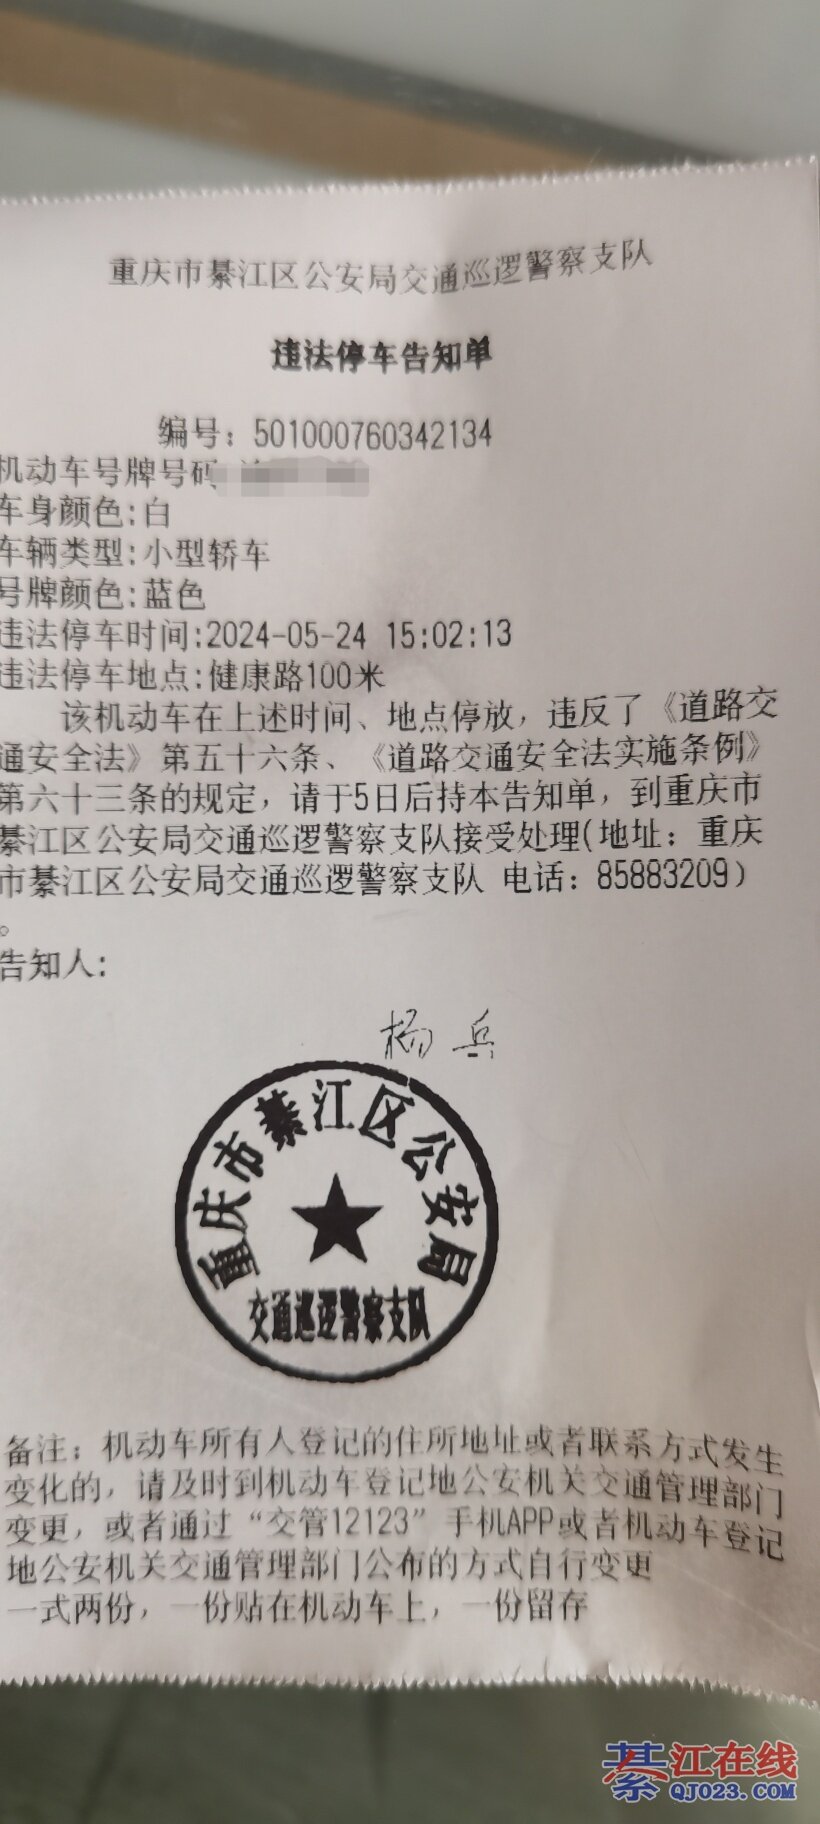 重庆市綦江区公安局交通巡逻警察支队
违法停车告知单
编号：501000760342134
机动车号牌号码
车身颜色:白
车辆类型:小型轿车
号牌颜色:蓝色
违法停车时间:2024-05-24 15:02:13
违法停车地点:健康路100米
该机动车在上述时间、地点停放，违反了《道路交
通安全法》第五十六条、《道路交通安全法实施条例》
第六十三条的规定，请于5日后持本告知单，到重庆市
綦江区公安局交通巡逻警察支队接受处理(地址：重庆
市綦江区公安局交通巡逻警察支队 电话：85883209）
。
告知人:
杨兵
重庆市綦江区公安局
交通巡逻警察支队
备注：机动车所有人登记的住所地址或者联系方式发生
变化的，请及时到机动车登记地公安机关交通管理部门
变更，或者通过“交管12123”手机APP或者机动车登记
地公安机关交通管理部门公布的方式自行变更
一式两份，一份贴在机动车上，一份留存
綦江在线
QJ023.COM